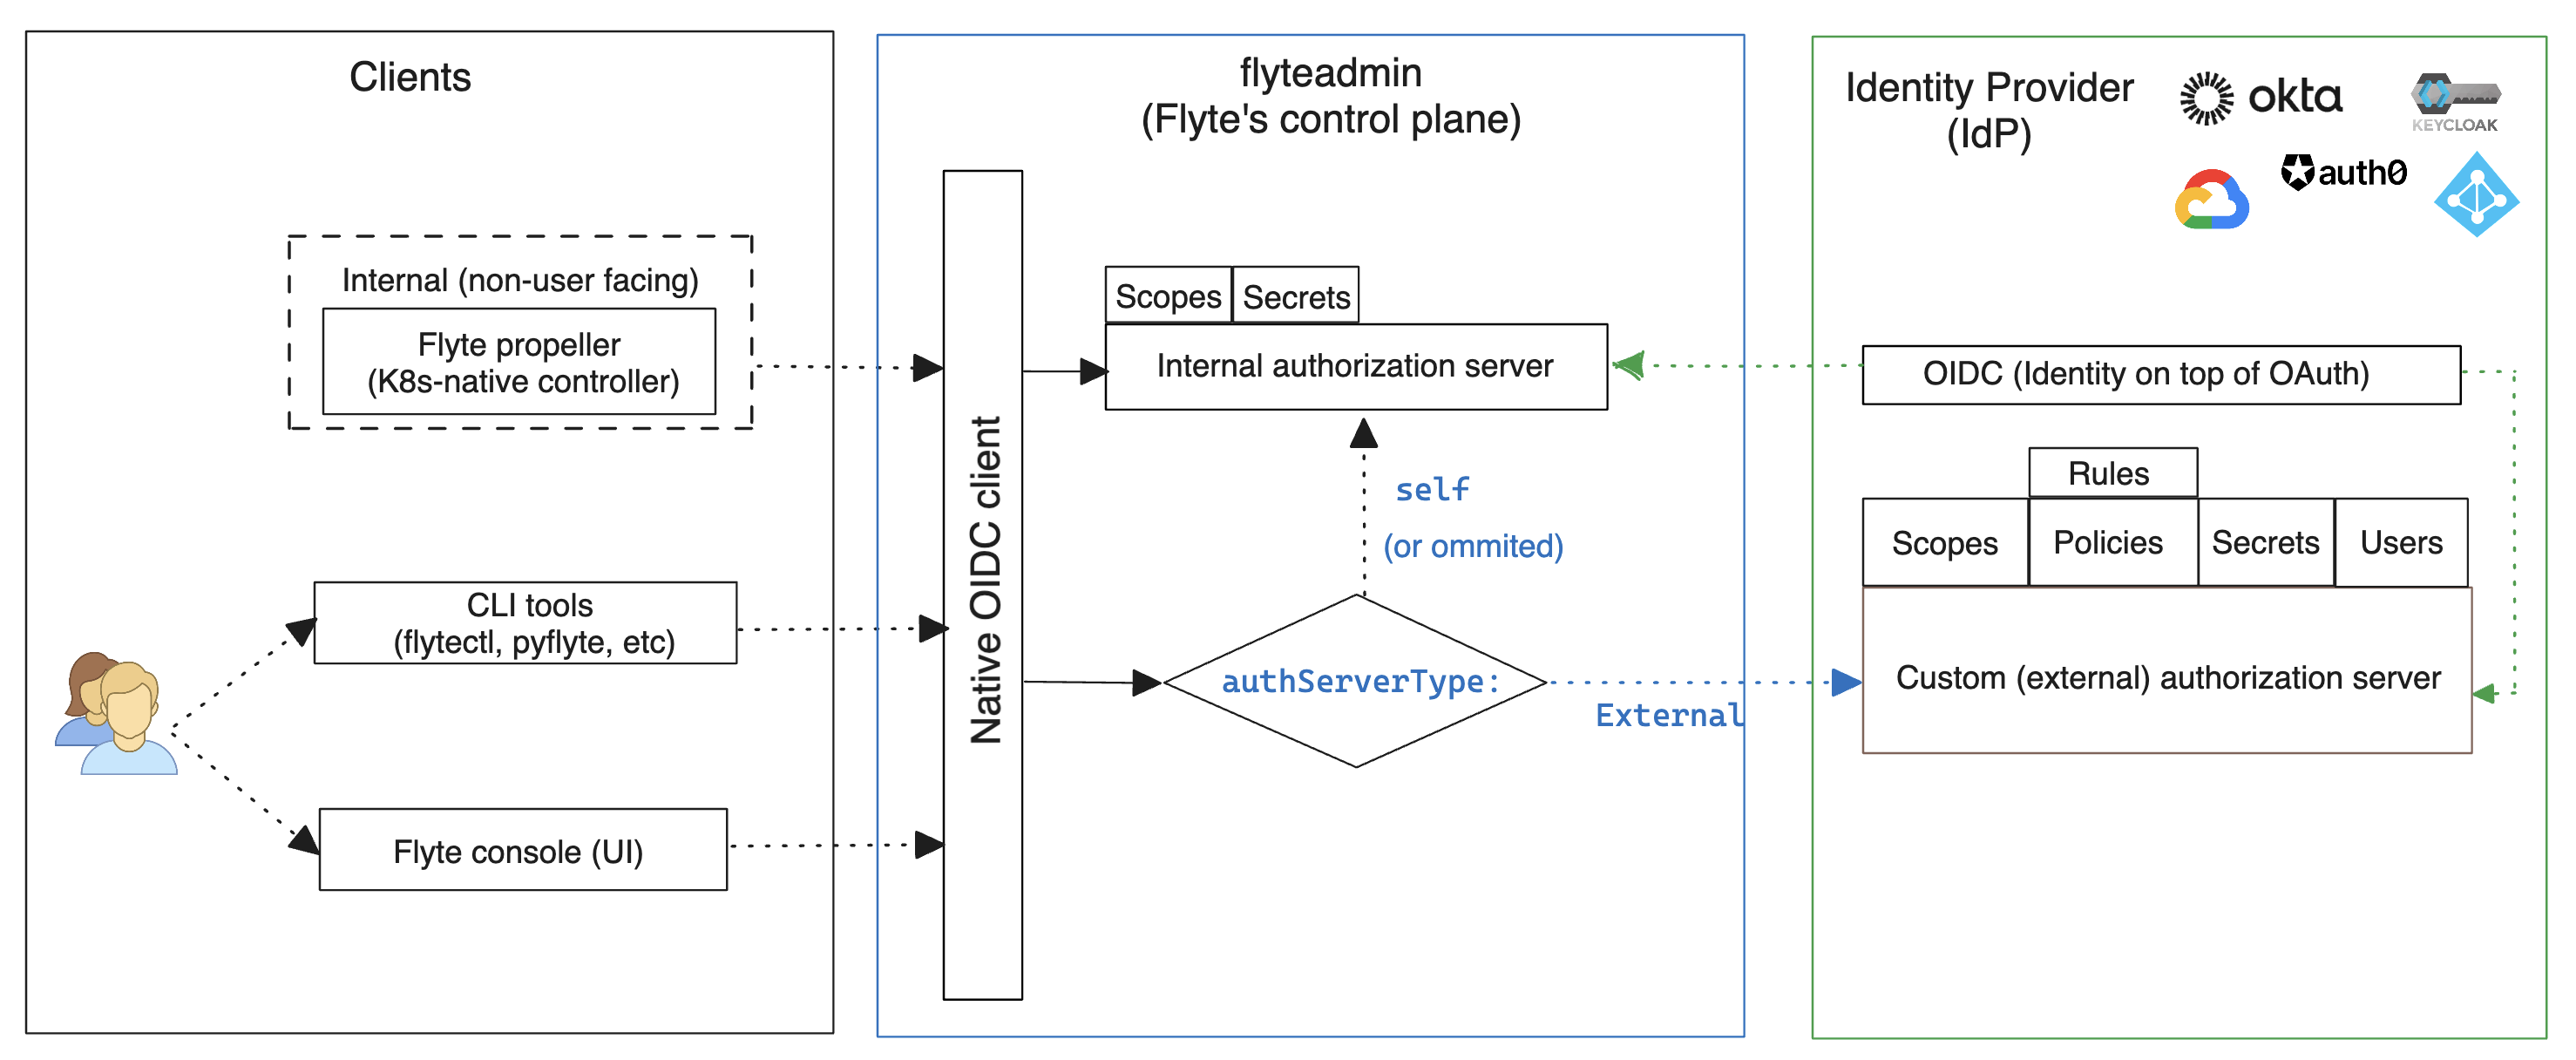 Clients
Internal (non-user facing)
Flyte propeller
(K8s-native controller)
CLI tools
(flytectl, pyflyte, etc)
Flyte console (UI)
flyteadmin
(Flyte's control plane)
Native OIDC client
Scopes
Secrets
Internal authorization server
self
(or ommited)
authServerType:
External
Identity Provider
(IdP)
okta
KEYCLOAK
auth0
OIDC (Identity on top of OAuth)
Rules
Scopes
Policies
Secrets
Users
Custom (external) authorization server